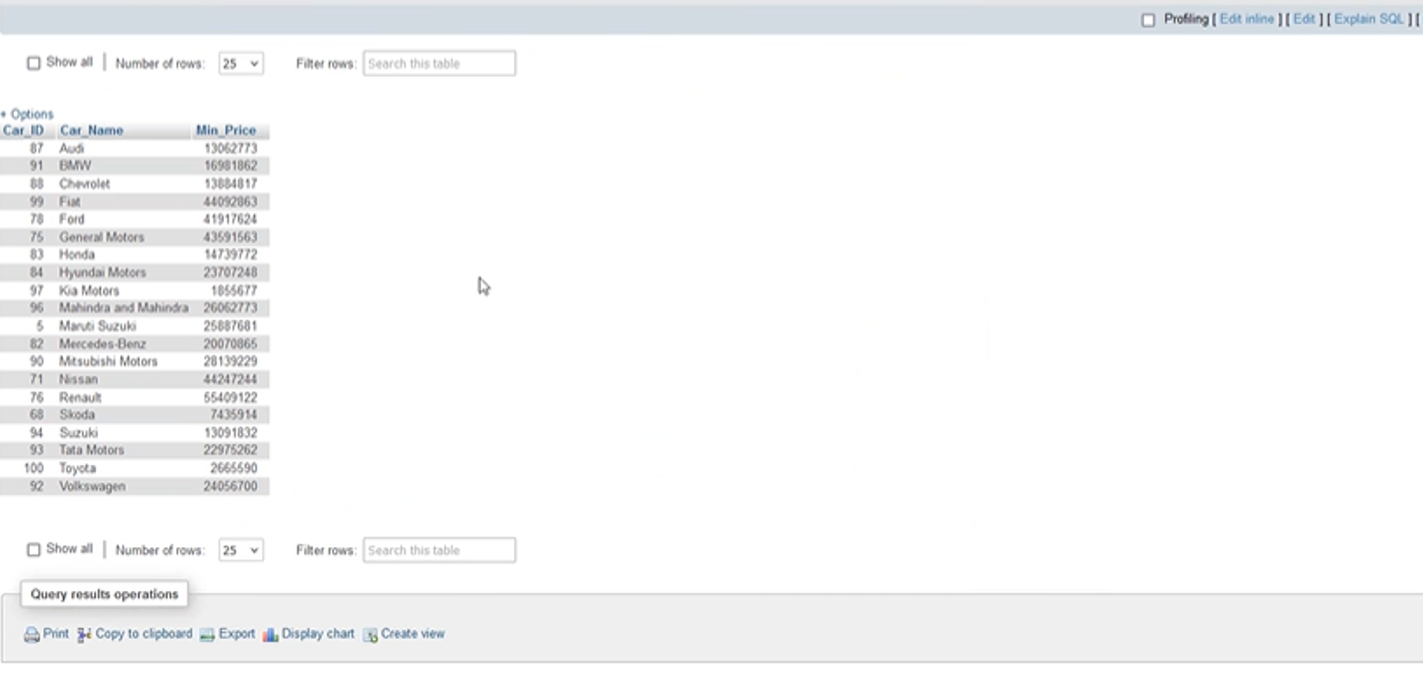 Profiling [ Edit inline ] [ Edit ] [ Explain SQL ] [
Show all | Number of rows: 25 Filter rows: Search this table
+ Options
Car_ID Car_Name Min_Price
87 Audi 13062773
91 BMW 16981862
88 Chevrolet 13884817
99 Fiat 44092863
78 Ford 41917624
75 General Motors 43591563
83 Honda 14739772
84 Hyundai Motors 23707248
97 Kia Motors 1855677
96 Mahindra and Mahindra 26062773
5 Maruti Suzuki 25887681
82 Mercedes-Benz 20070865
90 Mitsubishi Motors 28139229
71 Nissan 44247244
76 Renault 55409122
68 Skoda 7435914
94 Suzuki 13091832
93 Tata Motors 22975262
100 Toyota 2665590
92 Volkswagen 24056700
Show all | Number of rows: 25 Filter rows: Search this table
Query results operations
Print Copy to clipboard Export Display chart Create view